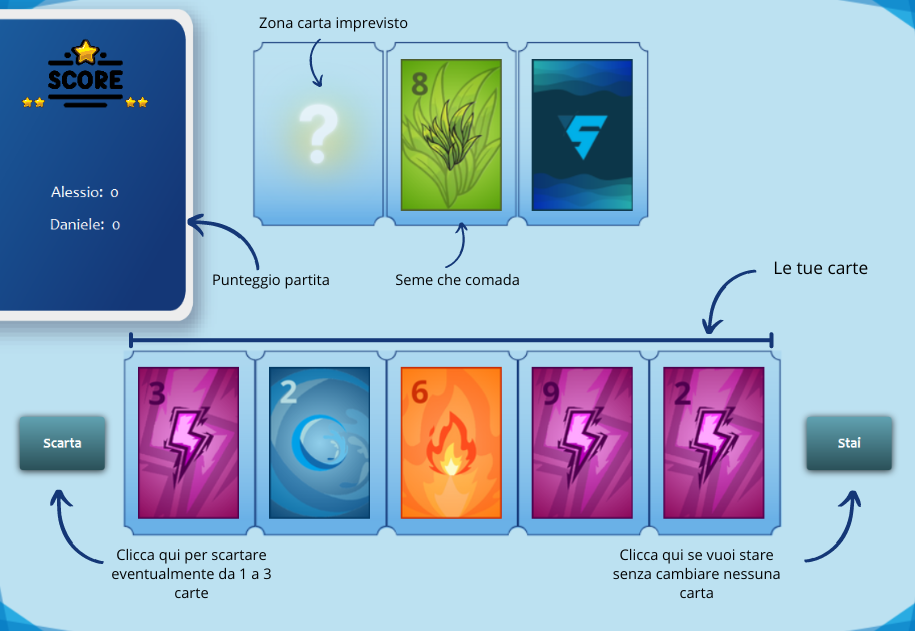 Zona carta imprevisto
SCORE
?
8
Alessio: 0
Daniele: 0
Punteggio partita
Seme che comada
Le tue carte
3
2
6
9
2
Scarta
Stai
Clicca qui per scartare
eventualmente da 1 a 3
carte
Clicca qui se vuoi stare
senza cambiare nessuna
carta